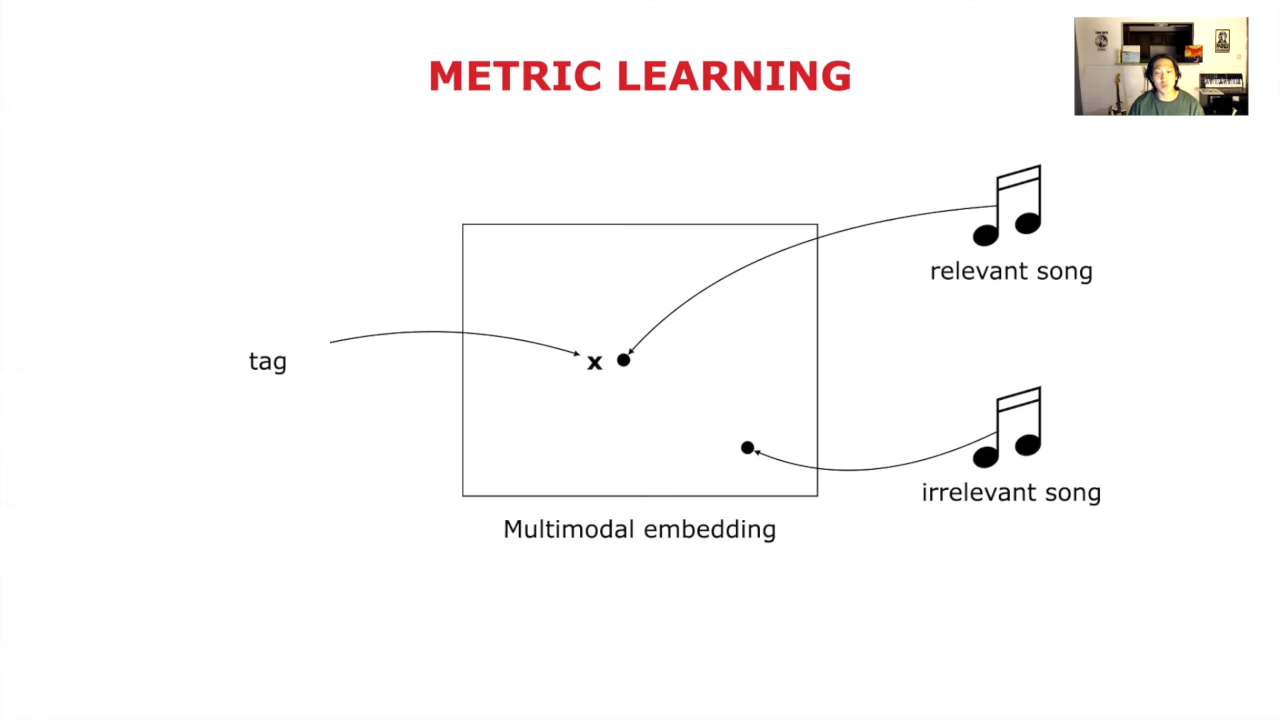 METRIC LEARNING
relevant song
tag
x
irrelevant song
Multimodal embedding